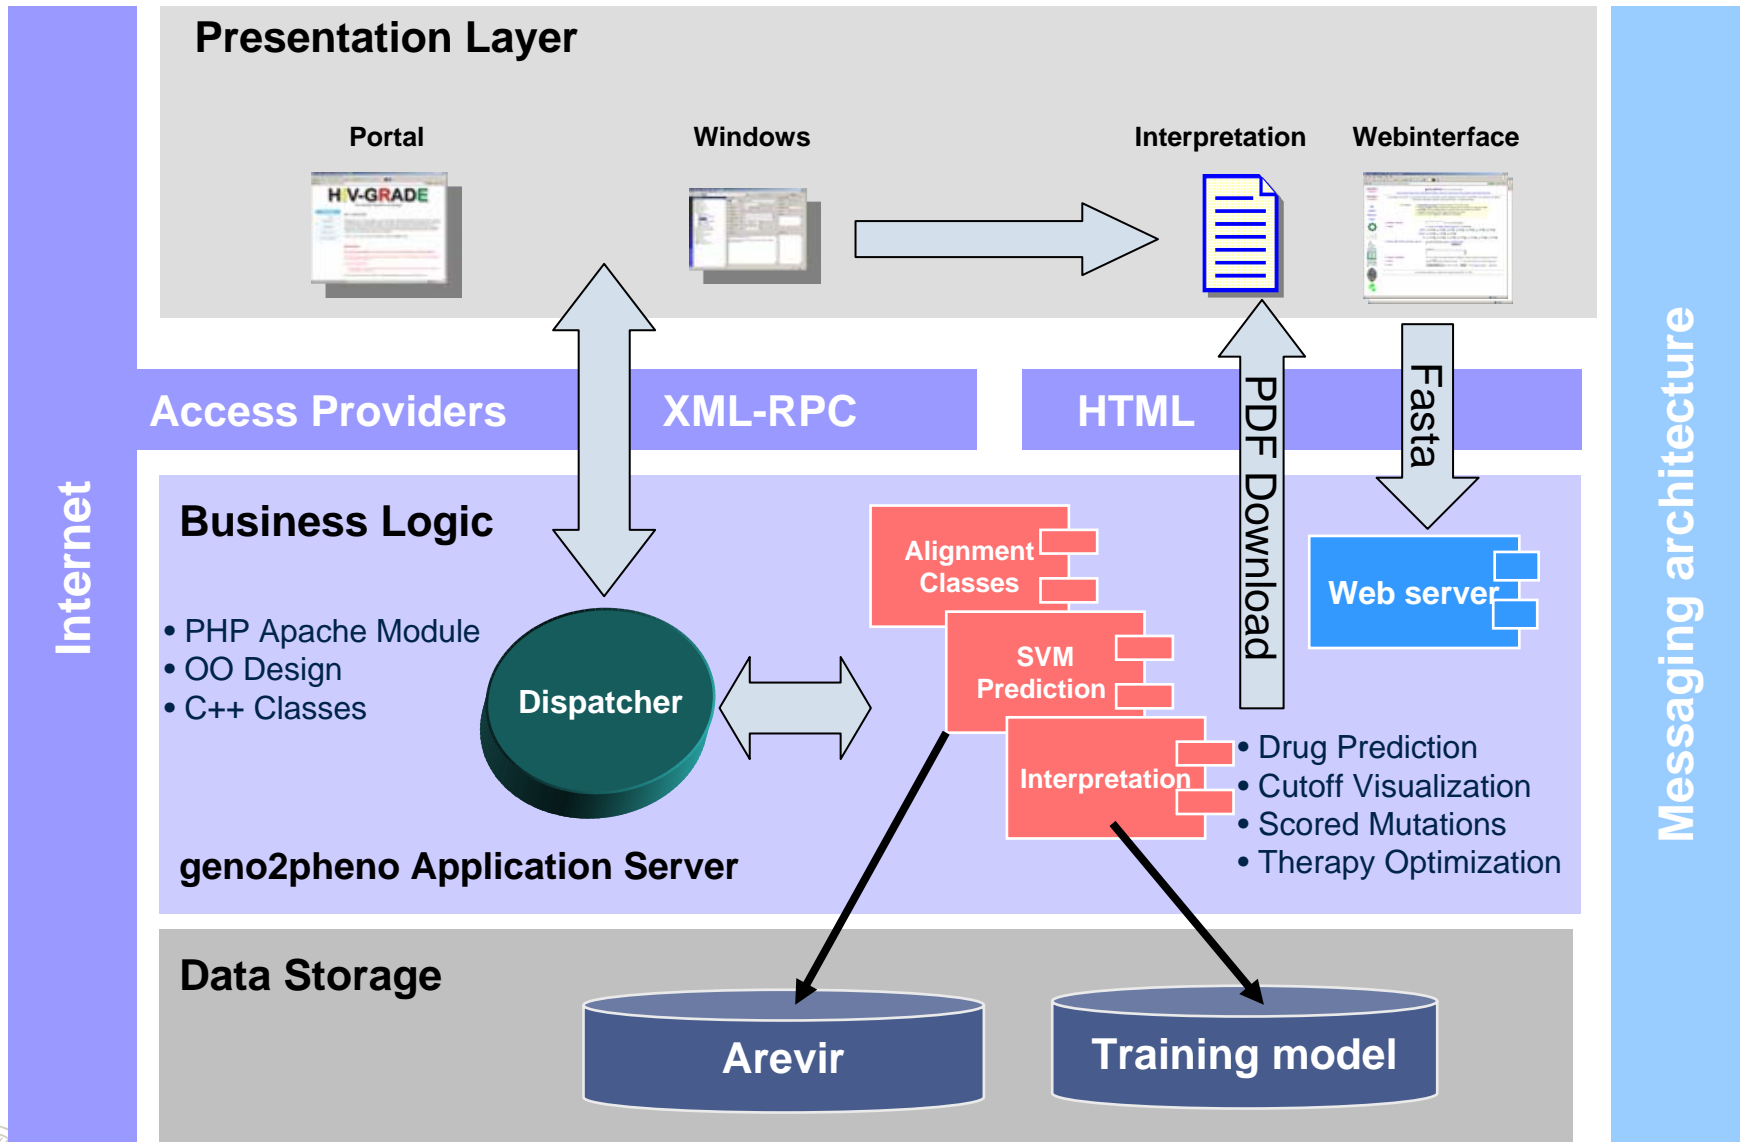 Presentation Layer
Portal
Windows
Interpretation
Webinterface
HIV-GRADE
Access Providers
XML-RPC
HTML
PDF Download
Fasta
Internet
Messaging architecture
Business Logic
• PHP Apache Module
• OO Design
• C++ Classes
Dispatcher
Alignment
Classes
SVM
Prediction
Interpretation
Web server
• Drug Prediction
• Cutoff Visualization
• Scored Mutations
• Therapy Optimization
geno2pheno Application Server
Data Storage
Arevir
Training model